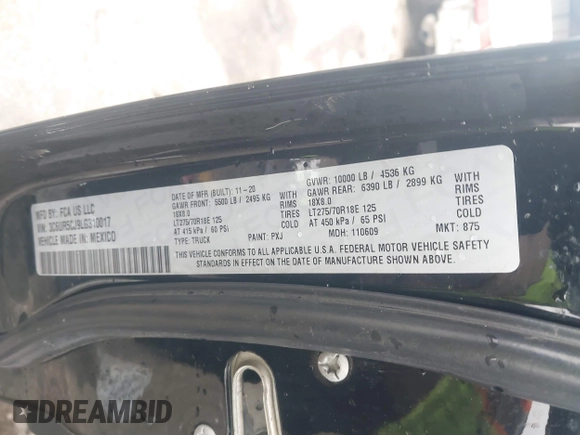 MFD BY: FCA US LLC
DATE OF MFR (BUILT): 11-20
GVWR: 10000 LB / 4536 KG
GAWR FRONT: 5500 LB / 2495 KG WITH
GAWR REAR: 6390 LB / 2899 KG WITH
18X8.0 RIMS
18X8.0 RIMS
LT275/70R18E 125 TIRES
LT275/70R18E 125 TIRES
AT 415 kPa / 60 PSI COLD
AT 450 kPa / 65 PSI COLD
VIN:
VEHICLE MADE IN: MEXICO
TYPE: TRUCK
PAINT: PXJ
MDH: 110609
MKT: 875
THIS VEHICLE CONFORMS TO ALL APPLICABLE U.S.A. FEDERAL MOTOR VEHICLE SAFETY
STANDARDS IN EFFECT ON THE DATE OF MANUFACTURE SHOWN ABOVE.
DREAMBID